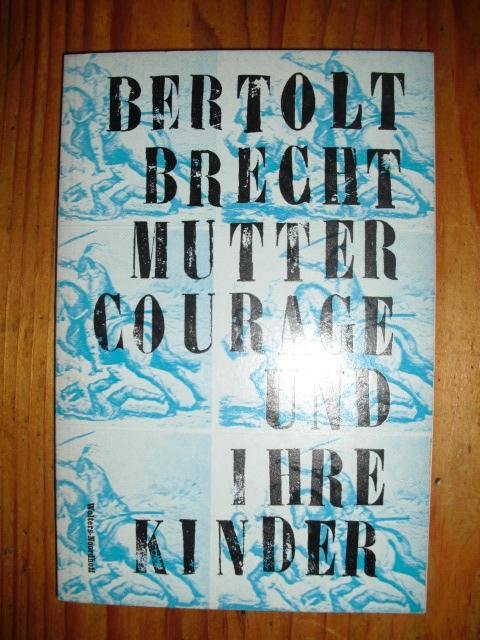 BERTOLT
BRECHT
MUTTER
COURAGE
UND
IHRE
KINDER
Wolters-Noordhoff